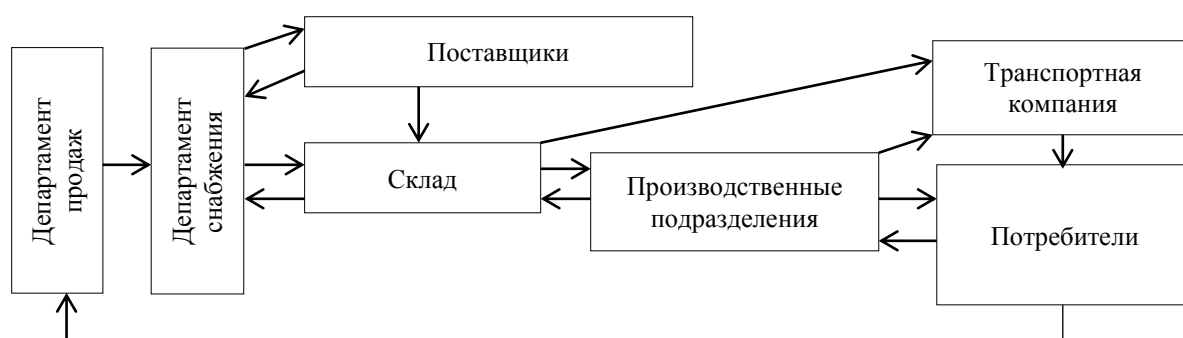 Департамент
продаж
Департамент
снабжения
Поставщики
Склад
Производственные
подразделения
Транспортная
компания
Потребители